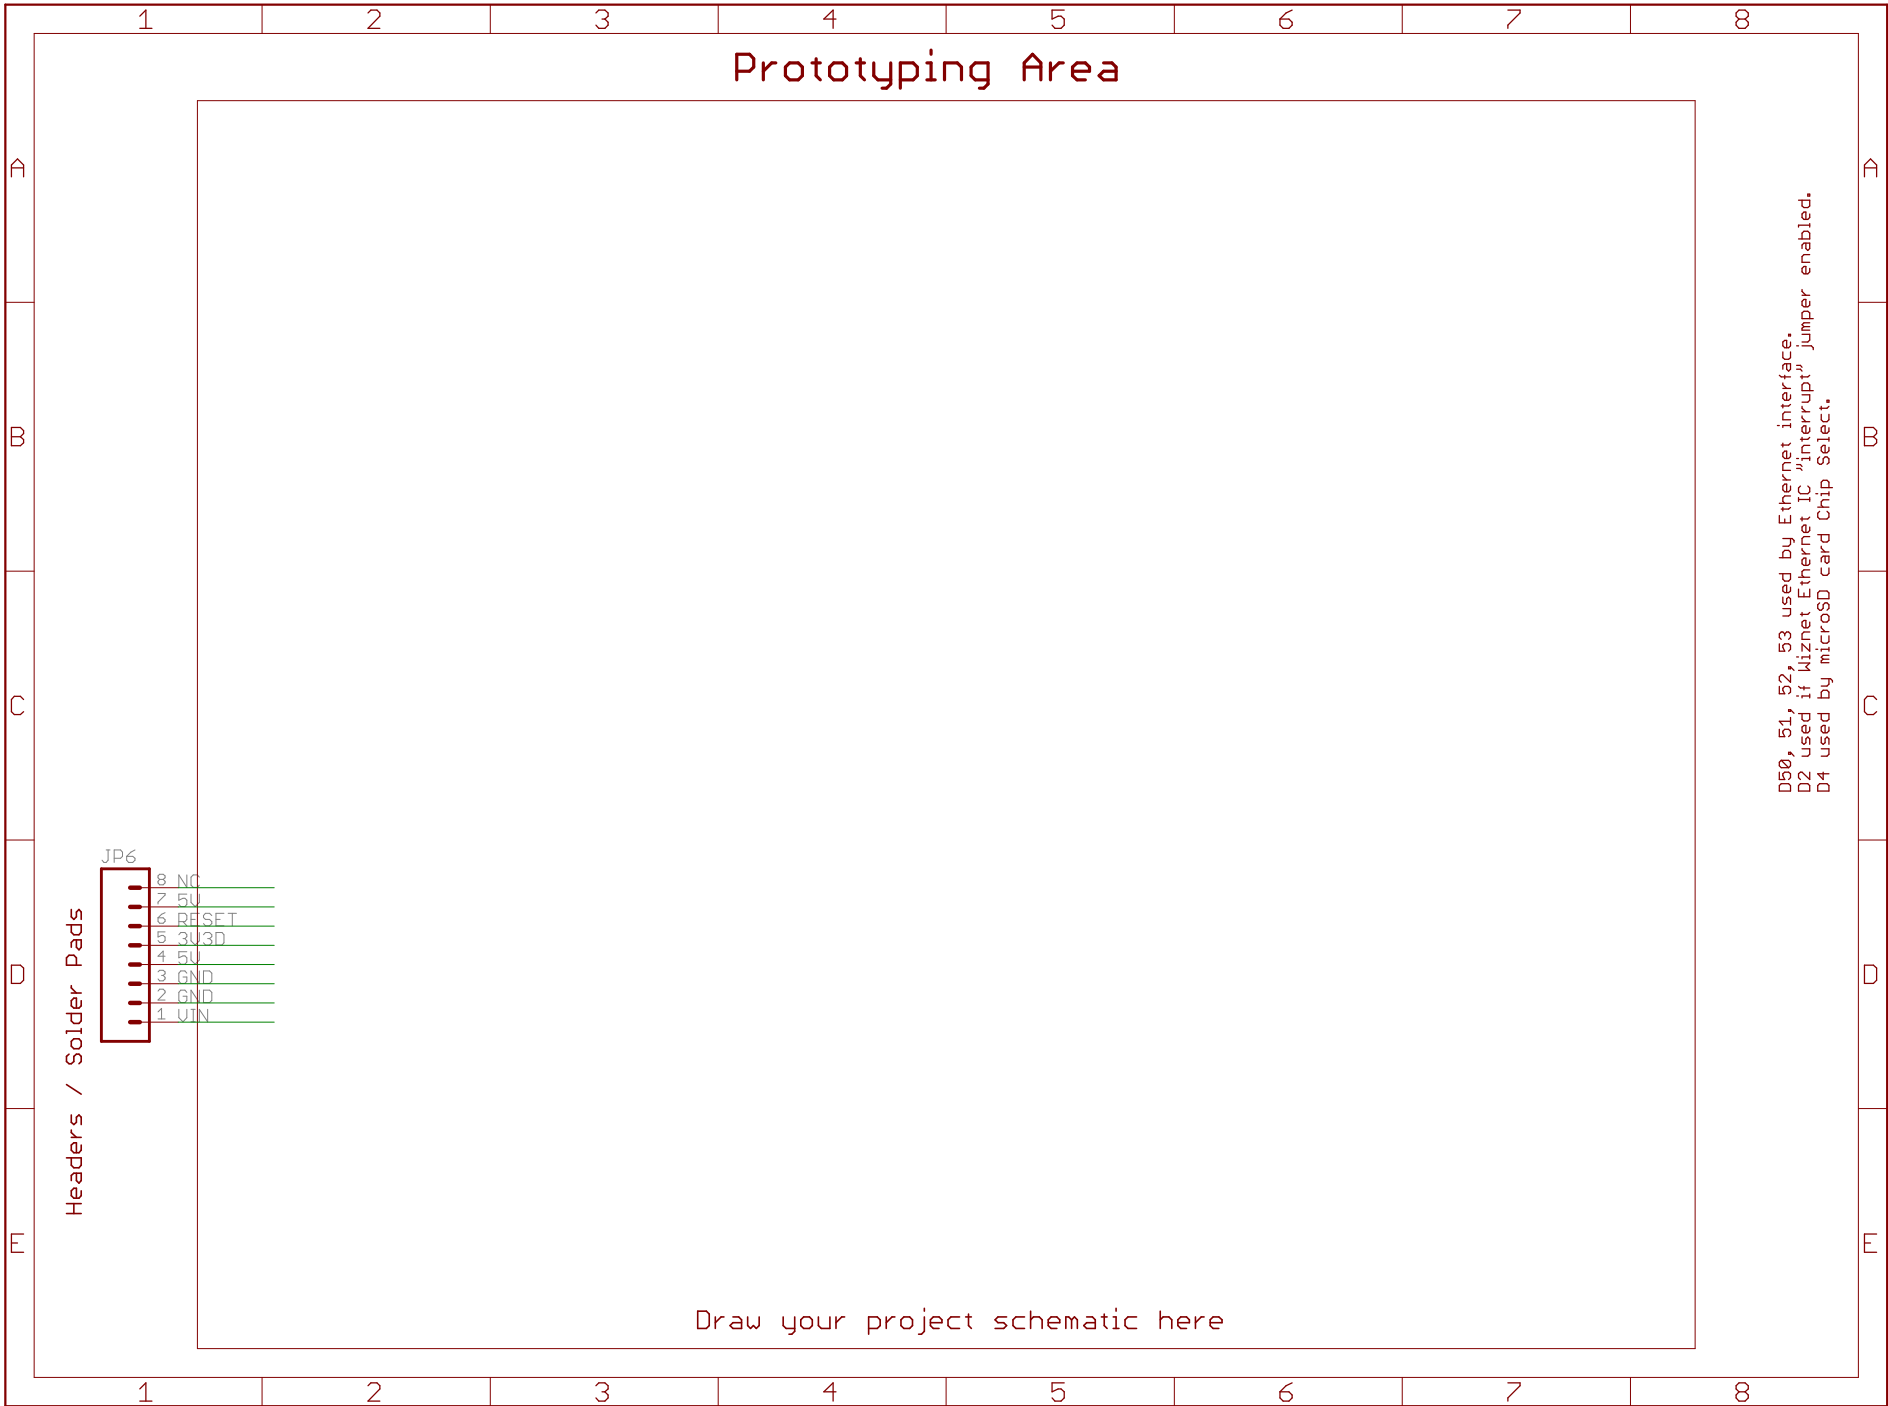 1 2 3 4 5 6 7 8
Prototyping Area
A A
B B
C C
D D
E E
D50, 51, 52, 53 used by Ethernet interface.
D2 used if Wiznet Ethernet IC "interrupt" jumper enabled.
D4 used by microSD card Chip Select.
JP6
8 NC
7 5V
6 RESET
5 3V3D
4 5V
3 GND
2 GND
1 VIN
Headers / Solder Pads
Draw your project schematic here
1 2 3 4 5 6 7 8